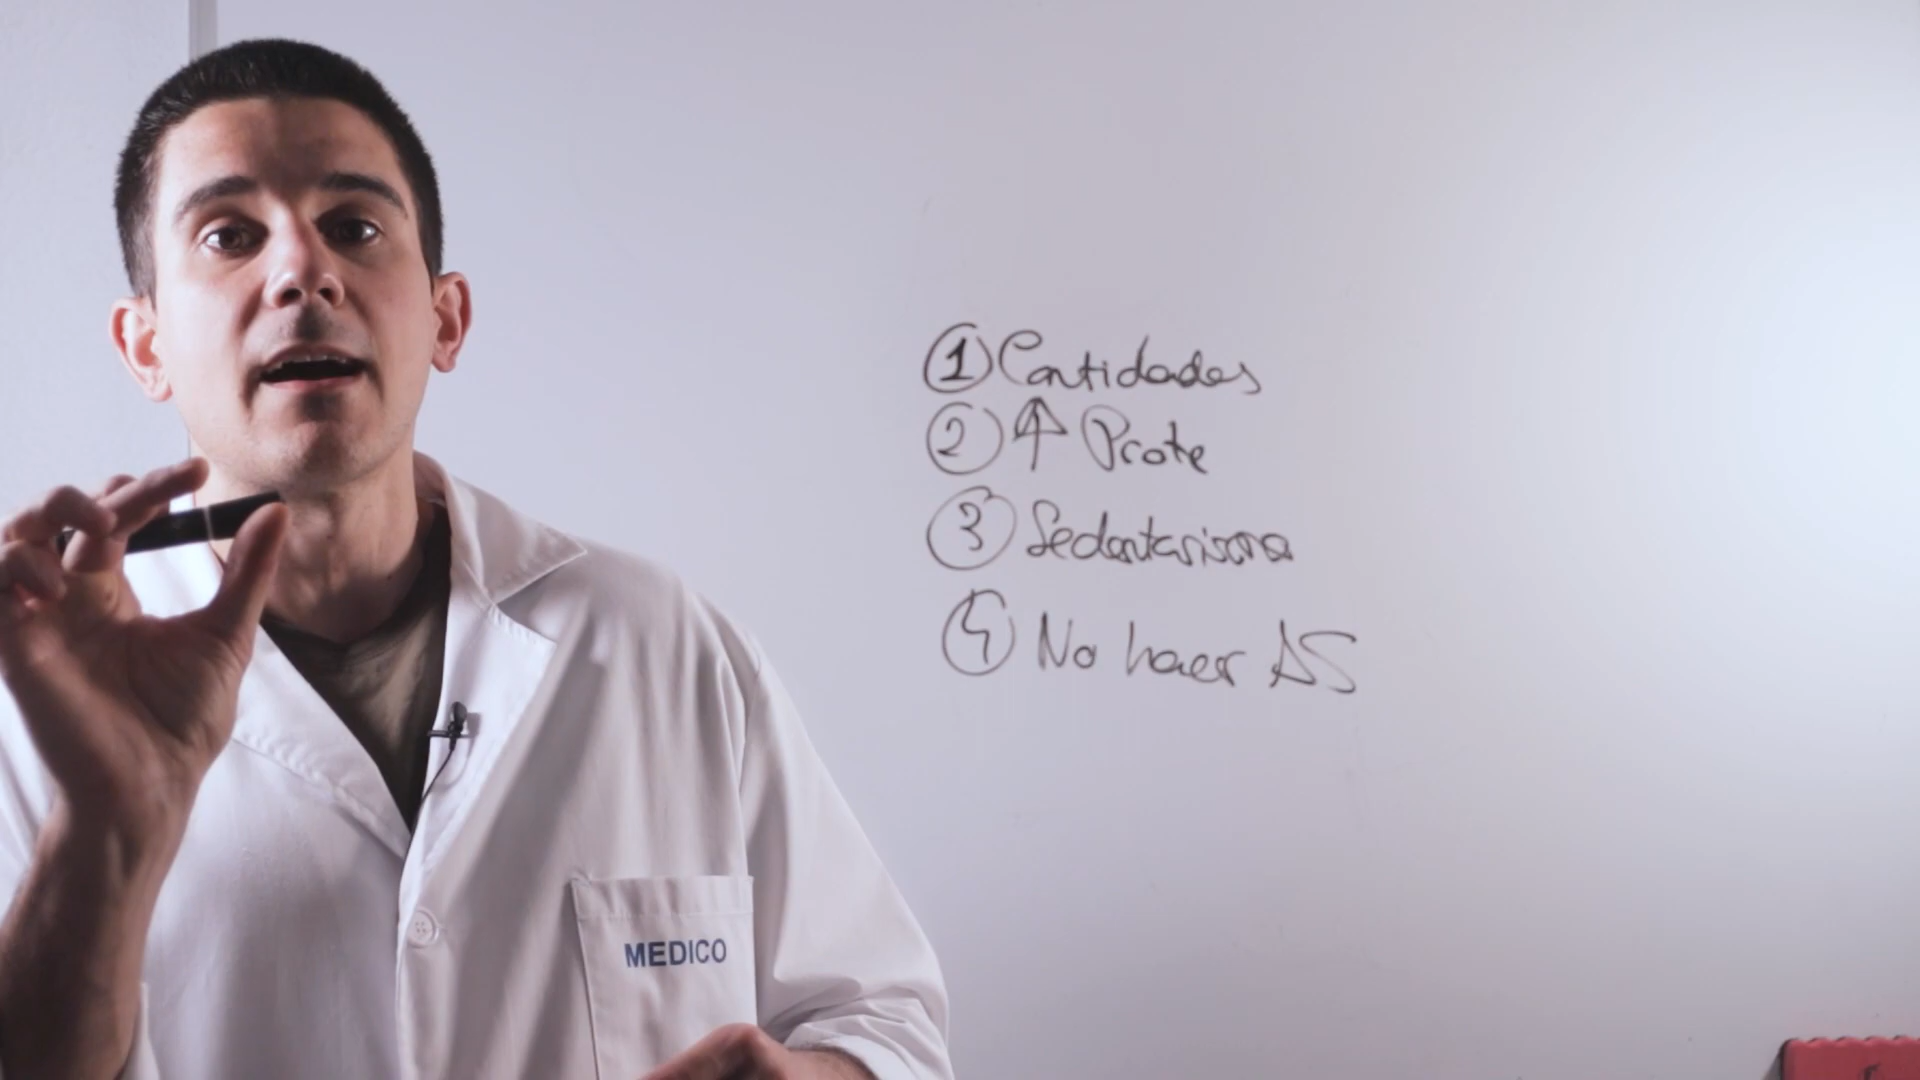 ① Cantidades
② ↑ Prote
③ Sedentarismo
④ No hacer AS
MEDICO